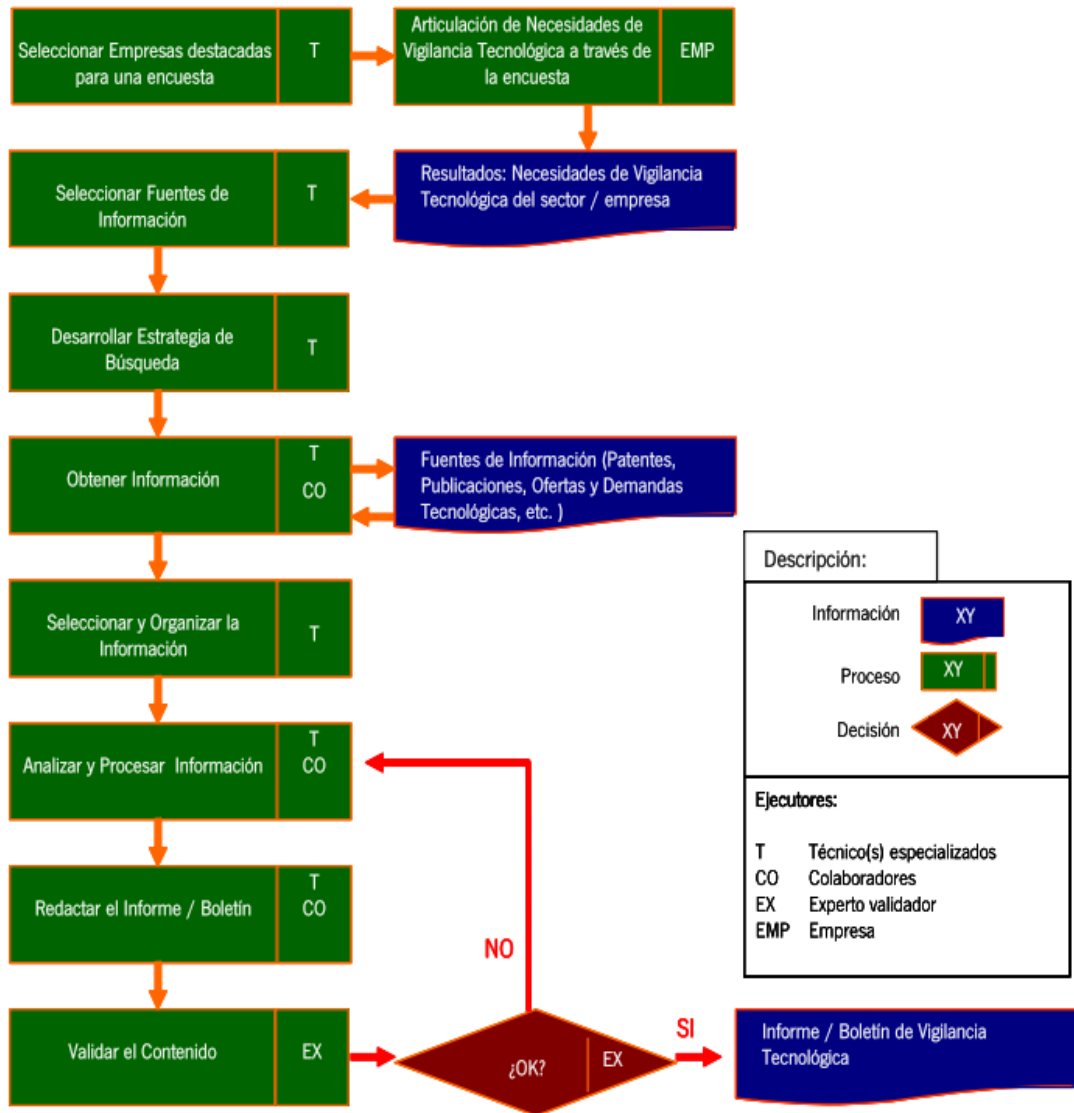 Seleccionar Empresas destacadas
para una encuesta
T
Articulación de Necesidades de
Vigilancia Tecnológica a través de
la encuesta
EMP
Seleccionar Fuentes de
Información
T
Resultados: Necesidades de Vigilancia
Tecnológica del sector / empresa
Desarrollar Estrategia de
Búsqueda
T
Obtener Información
T
CO
Fuentes de Información (Patentes,
Publicaciones, Ofertas y Demandas
Tecnológicas, etc. )
Seleccionar y Organizar la
Información
T
Analizar y Procesar Información
T
CO
Redactar el Informe / Boletín
T
CO
Validar el Contenido
EX
¿OK?
EX
NO
SI
Informe / Boletín de Vigilancia
Tecnológica
Descripción:
Información
XY
Proceso
XY
Decisión
XY
Ejecutores:
T Técnico(s) especializados
CO Colaboradores
EX Experto validador
EMP Empresa